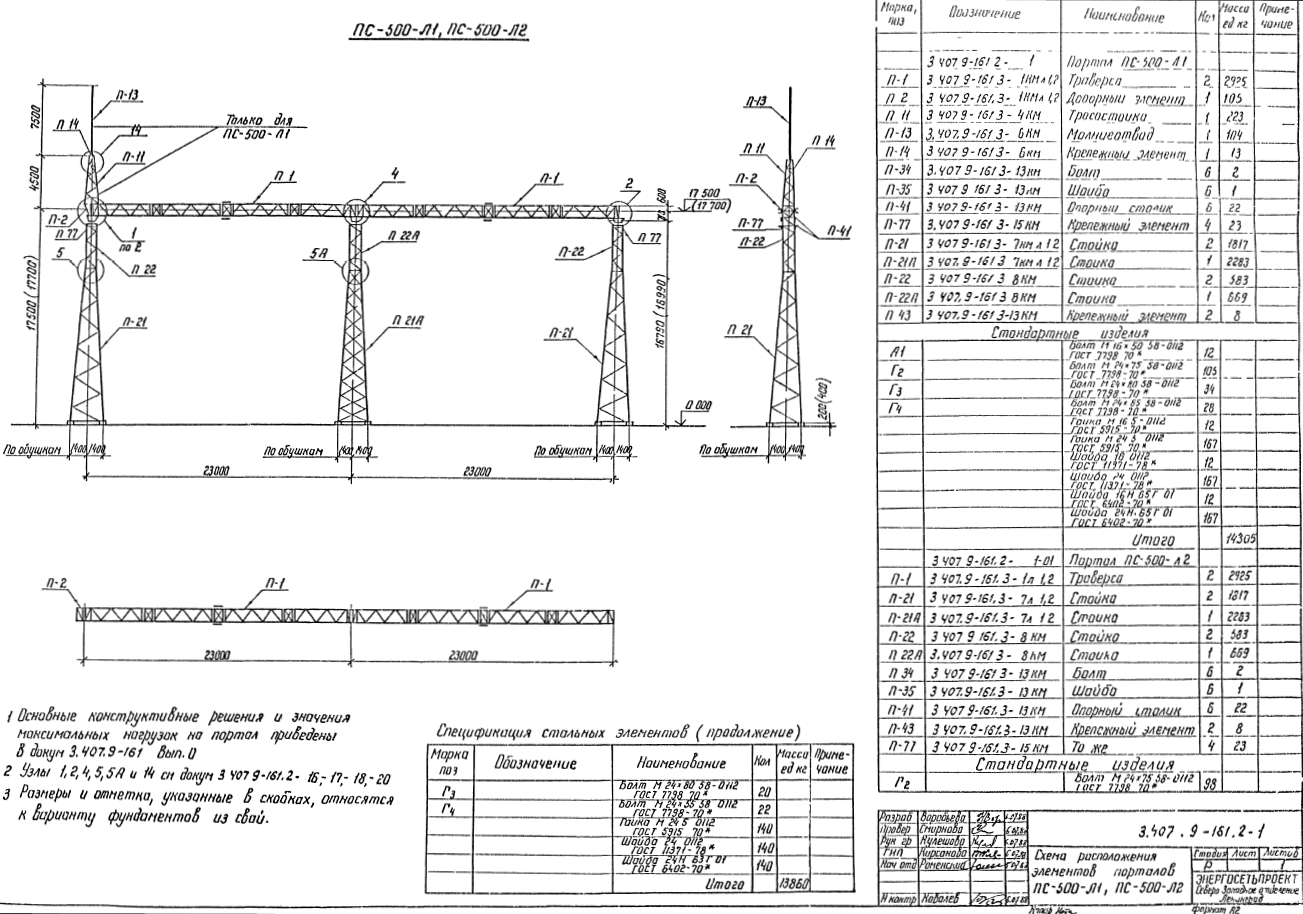 ПС-500-Л1, ПС-500-Л2
П-13
П 14
14
Только для
ПС-500-Л1
П-11
7500
4500
П 1
4
П-1
2
600
17 500
(17 700)
П-2
П 77
1
по 2
5
П 22
5А
П 22А
П-22
П 77
17500 (17700)
16790 (16990)
П-21
П 21А
П-21
0 000
По обушкам
1400 1400
По обушкам
1400 1400
По обушкам
1400 1400
23000
23000
П-13
П 14
П 11
П-2
П-77
П-41
П-22
П 21
200 (400)
По обушкам
1400 1400
П-2
П-1
П-1
23000
23000
1 Основные конструктивные решения и значения
максимальных нагрузок на портал приведены
в докум 3.407.9-161 Вып. 0
2 Узлы 1,2,4,5,5А и 14 см докум 3 407 9-161.2- 16,-17,-18,-20
3 Размеры и отметка, указанные в скобках, относятся
к варианту фундаментов из свай.
Спецификация стальных элементов (продолжение)
Марка поз Обозначение Наименование Кол Масса ед кг Приме-чание
Г3 Болт М 24×80 58-0112 ГОСТ 7798 70* 20
Г4 Болт М 24×55 58 0112 ГОСТ 7798-70* 22
Гайка М 24 5 0112 ГОСТ 5915 70* 140
Шайба 24 0112 ГОСТ 11371-78* 140
Шайба 24Н 63Г 01 ГОСТ 6402-70* 140
Итого 13860
Марка, поз Обозначение Наименование Кол Масса ед кг Приме-чание
3 407 9-161 2- 1 Портал ПС-500-Л1
П-1 3 407 9-161 3- 1КМл 1,2 Траверса 2 2925
П 2 3 407 9-161.3- 1КМл 1,2 Доборный элемент 1 105
П 11 3 407.9-161 3- 4КМ Тросостойка 1 223
П-13 3.407.9-161 3- 6КМ Молниеотвод 1 104
П-14 3 407 9-161 3- 6км Крепежный элемент 1 13
П-34 3.407 9-161 3- 13км Болт 6 2
П-35 3 407 9 161 3- 13км Шайба 6 1
П-41 3 407 9-161 3- 13КМ Опорный столик 6 22
П-77 3.407 9-161 3- 15КМ Крепежный элемент 4 23
П-21 3 407.9-161 3- 7км л 1 2 Стойка 2 1817
П-21А 3 407. 9-161 3 7км л 1 2 Стойка 1 2283
П-22 3 407 9-161 3 8КМ Стойка 2 583
П-22А 3 407. 9-161 3 8КМ Стойка 1 669
П 43 3 407.9-161 3-13КМ Крепежный элемент 2 8
Стандартные изделия
А1 Болт М 16×50 58-0112 ГОСТ 7798 70* 12
Г2 Болт М 24×75 58-0112 ГОСТ 7798-70* 105
Г3 Болт М 24×80 58-0112 ГОСТ 7798-70* 34
Г4 Болт М 24×85 58-0112 ГОСТ 7798-70* 28
Гайка М 16 5-0112 ГОСТ 5915-70* 12
Гайка М 24 5 0112 ГОСТ 5915 70* 167
Шайба 16 0112 ГОСТ 11371-78* 12
Шайба 24 0112 ГОСТ 11371-78* 167
Шайба 16Н 65Г 01 ГОСТ 6402-70* 12
Шайба 24Н.65Г 01 ГОСТ 6402-70* 167
Итого 14305
3 407 9-161.2- 1-01 Портал ПС-500-л2
П-1 3 407.9-161.3-1л 1,2 Траверса 2 2925
П-21 3 407.9-161.3- 7л 1,2 Стойка 2 1817
П-21А 3 407.9-161.3- 7л 1 2 Стойка 1 2283
П-22 3 407 9 161.3- 8 КМ Стойка 2 583
П 22А 3.407.9-161 3- 8КМ Стойка 1 669
П 34 3 407 9-161.3- 13 КМ Болт 6 2
П-35 3 407.9-161.3- 13 КМ Шайба 6 1
П-41 3 407.9-161.3- 13КМ Опорный столик 6 22
П-43 3 407.9-161.3- 13 КМ Крепежный элемент 2 8
П-77 3 407.9-161.3- 15 КМ То же 4 23
Стандартные изделия
Г2 Болт М 24×75 58-0112 ГОСТ 7798 70* 98
Разраб Воробьева
Провер Смирнова
Рук гр Кулешова
ГИП Кирсанова
Нач отд Роменский
Н контр Ковалев
3.407 . 9 -161. 2-1
Схема расположения
элементов порталов
ПС-500-Л1, ПС-500-Л2
Стадия Лист Листов
Р 1
ЭНЕРГОСЕТЬПРОЕКТ
Северо Западное отделение
Ленинград
Формат А2